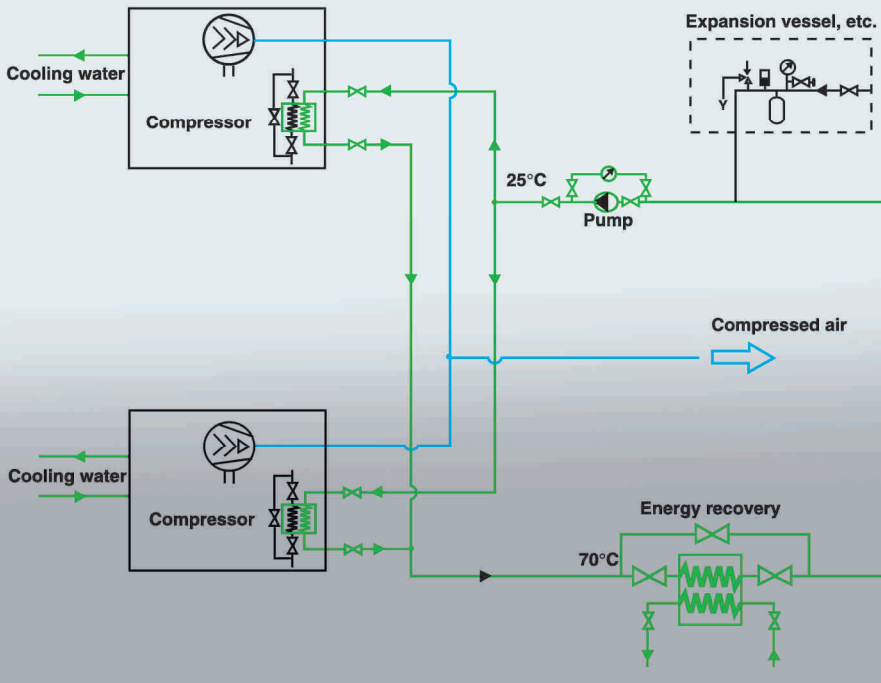 Expansion vessel, etc.
Cooling water
Compressor
Y
25°C
Pump
Compressed air
Cooling water
Compressor
Energy recovery
70°C